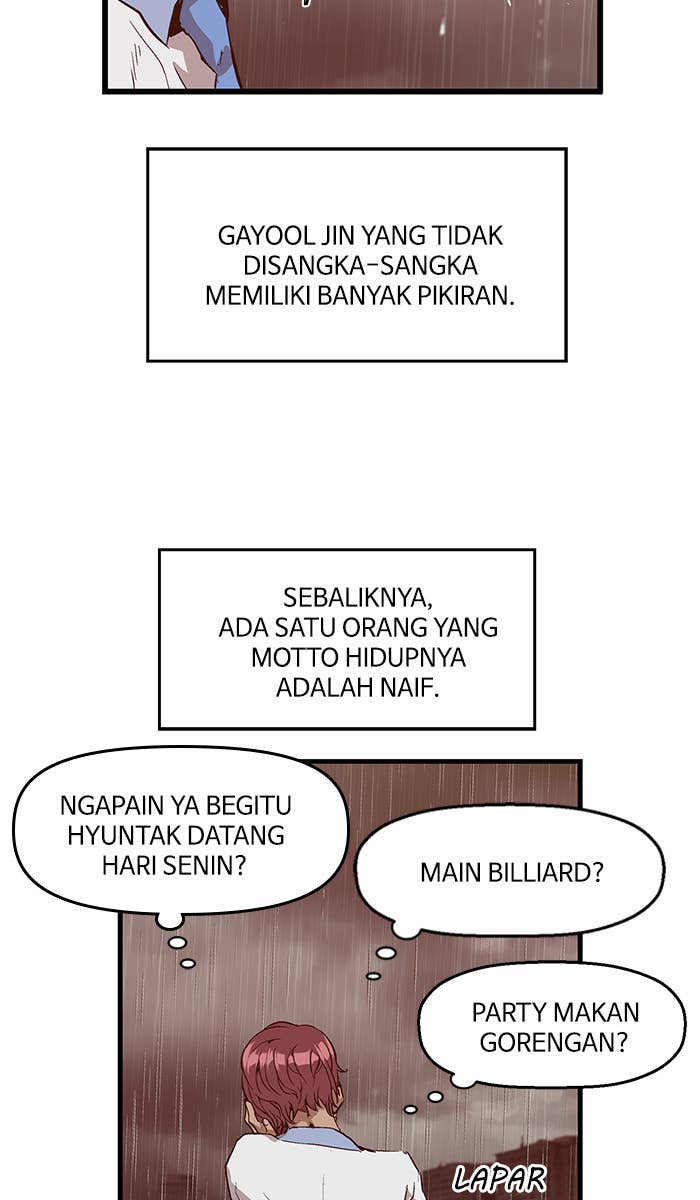 GAYOOL JIN YANG TIDAK
DISANGKA-SANGKA
MEMILIKI BANYAK PIKIRAN.
SEBALIKNYA,
ADA SATU ORANG YANG
MOTTO HIDUPNYA
ADALAH NAIF.
NGAPAIN YA BEGITU
HYUNTAK DATANG
HARI SENIN?
MAIN BILLIARD?
PARTY MAKAN
GORENGAN?
LAPAR